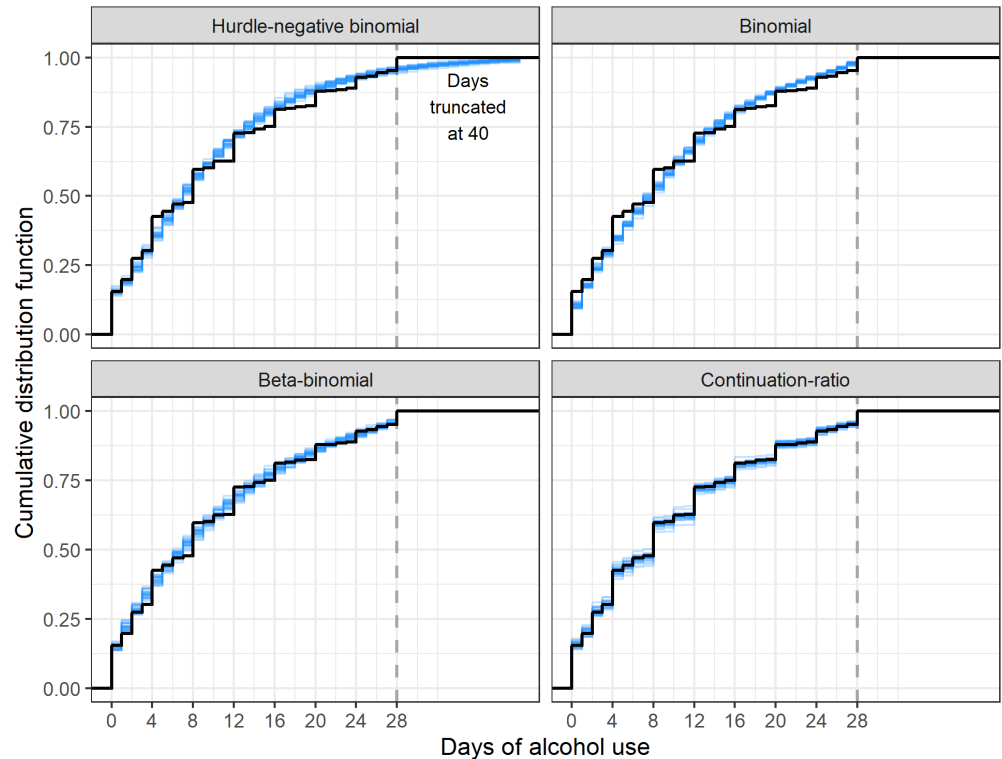 Hurdle-negative binomial
Binomial
1.00
0.75
0.50
0.25
0.00
Days
truncated
at 40
Cumulative distribution function
Beta-binomial
Continuation-ratio
1.00
0.75
0.50
0.25
0.00
0 4 8 12 16 20 24 28
0 4 8 12 16 20 24 28
Days of alcohol use